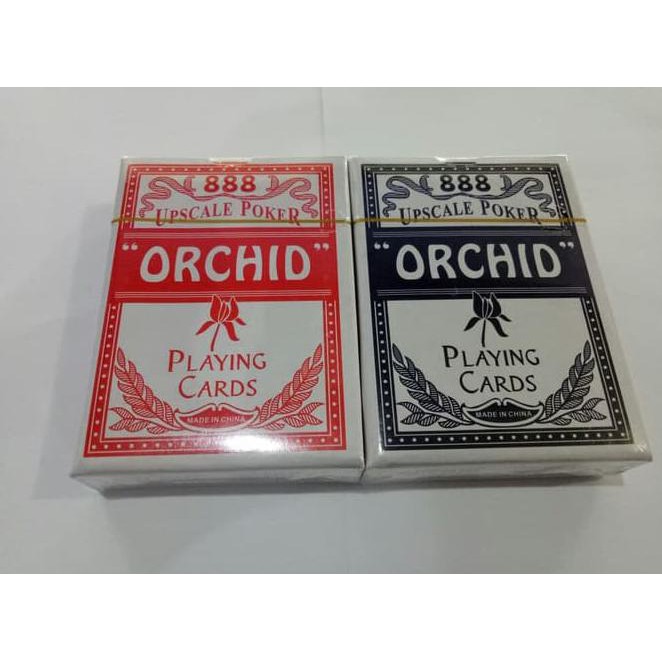 888
UPSCALE POKER
"ORCHID"
PLAYING
CARDS
MADE IN CHINA
888
UPSCALE POKER
"ORCHID"
PLAYING
CARDS
MADE IN CHINA